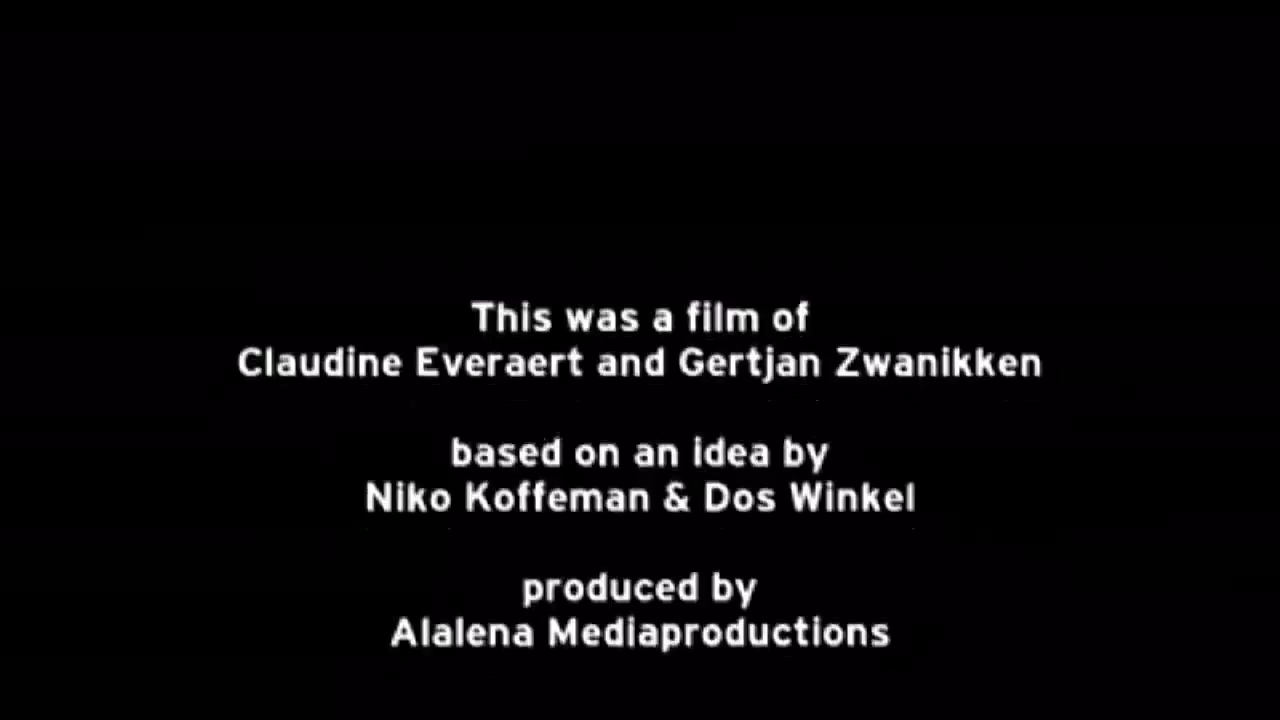 This was a film of
Claudine Everaert and Gertjan Zwanikken
based on an idea by
Niko Koffeman & Dos Winkel
produced by
Alalena Mediaproductions